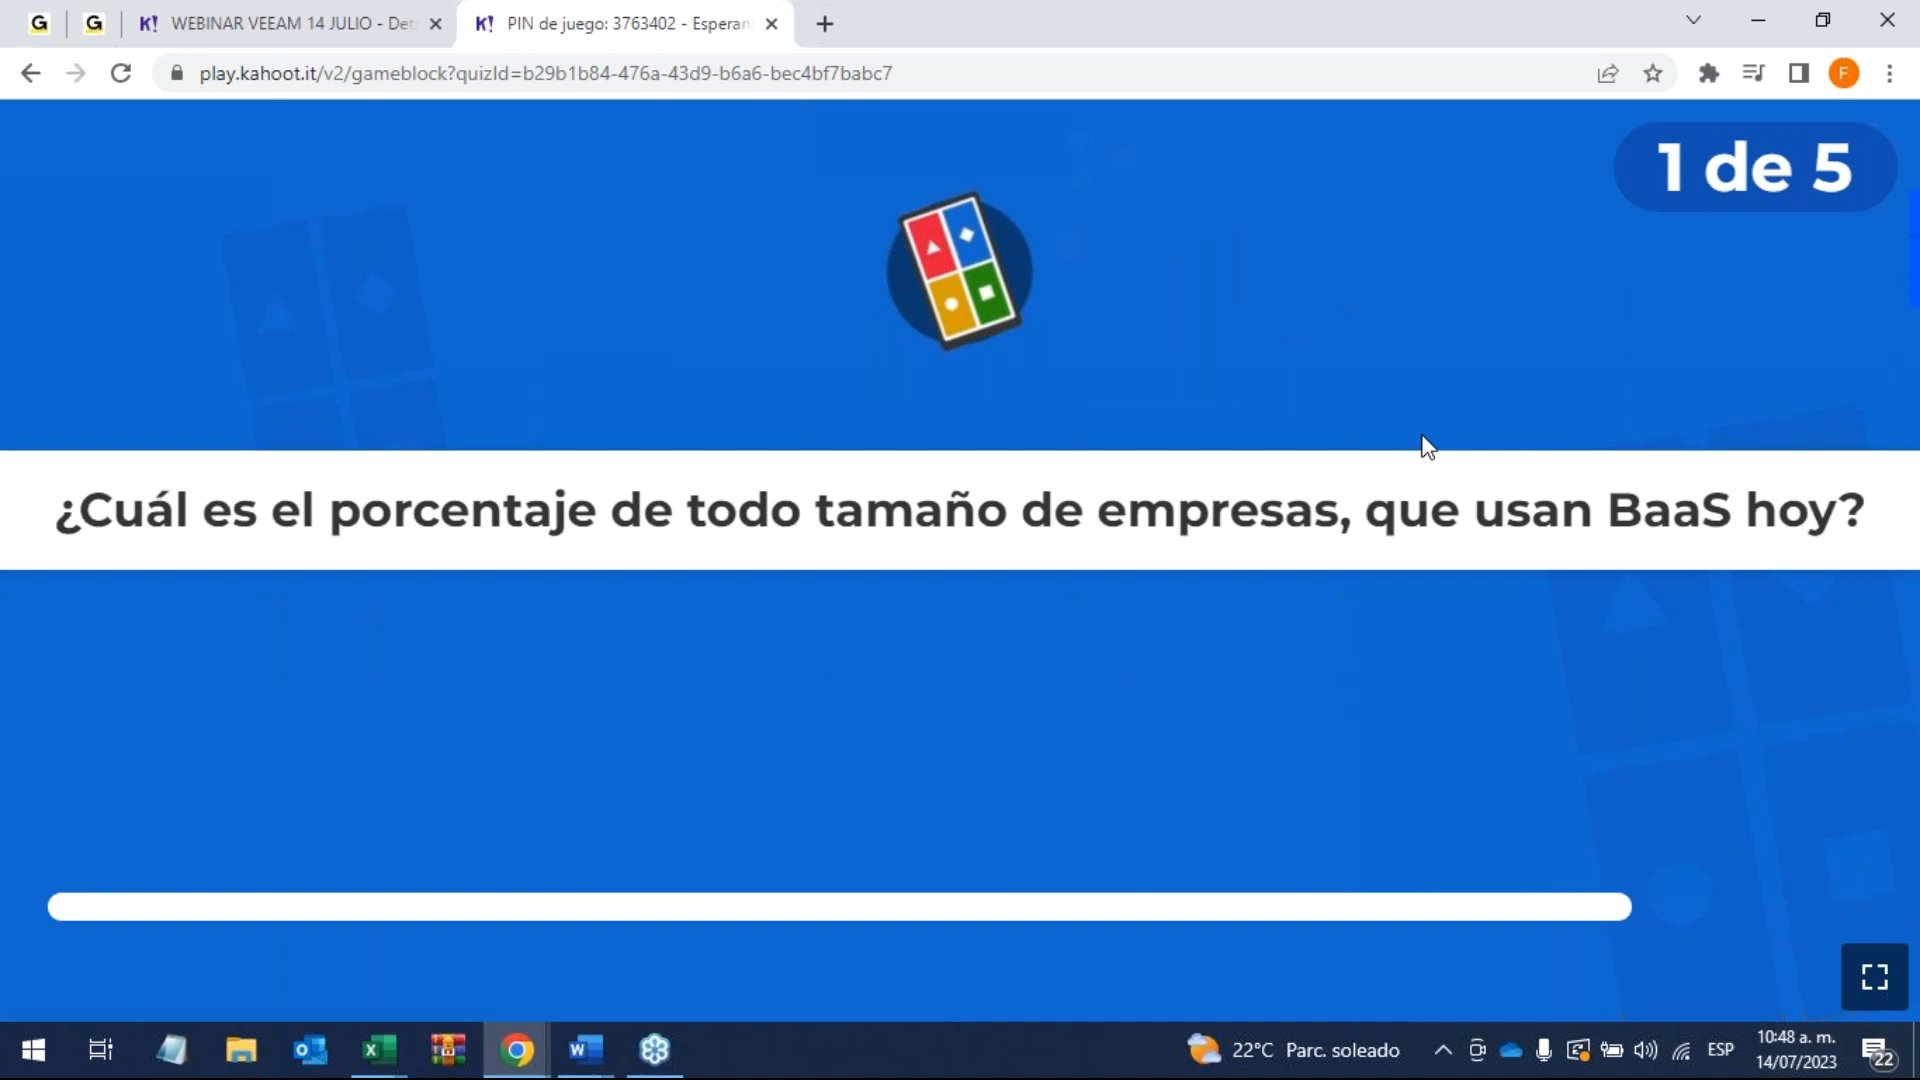 G
G
K! WEBINAR VEEAM 14 JULIO - Det
K! PIN de juego: 3763402 - Esperan
play.kahoot.it/v2/gameblock?quizId=b29b1b84-476a-43d9-b6a6-bec4bf7babc7
F
1 de 5
¿Cuál es el porcentaje de todo tamaño de empresas, que usan BaaS hoy?
22°C Parc. soleado
ESP
10:48 a. m.
14/07/2023
22